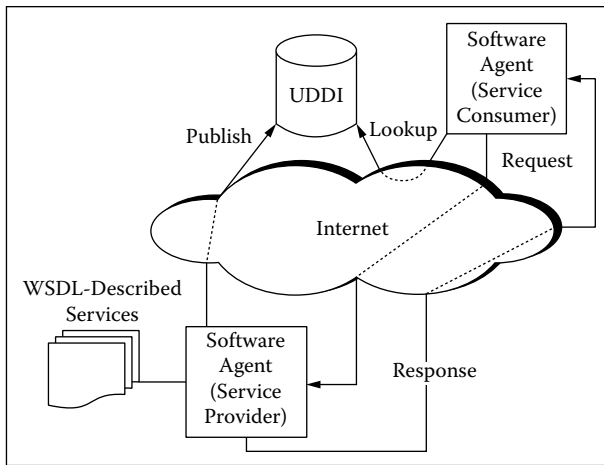 Software
Agent
(Service
Consumer)
UDDI
Publish
Lookup
Request
Internet
WSDL-Described
Services
Software
Agent
(Service
Provider)
Response